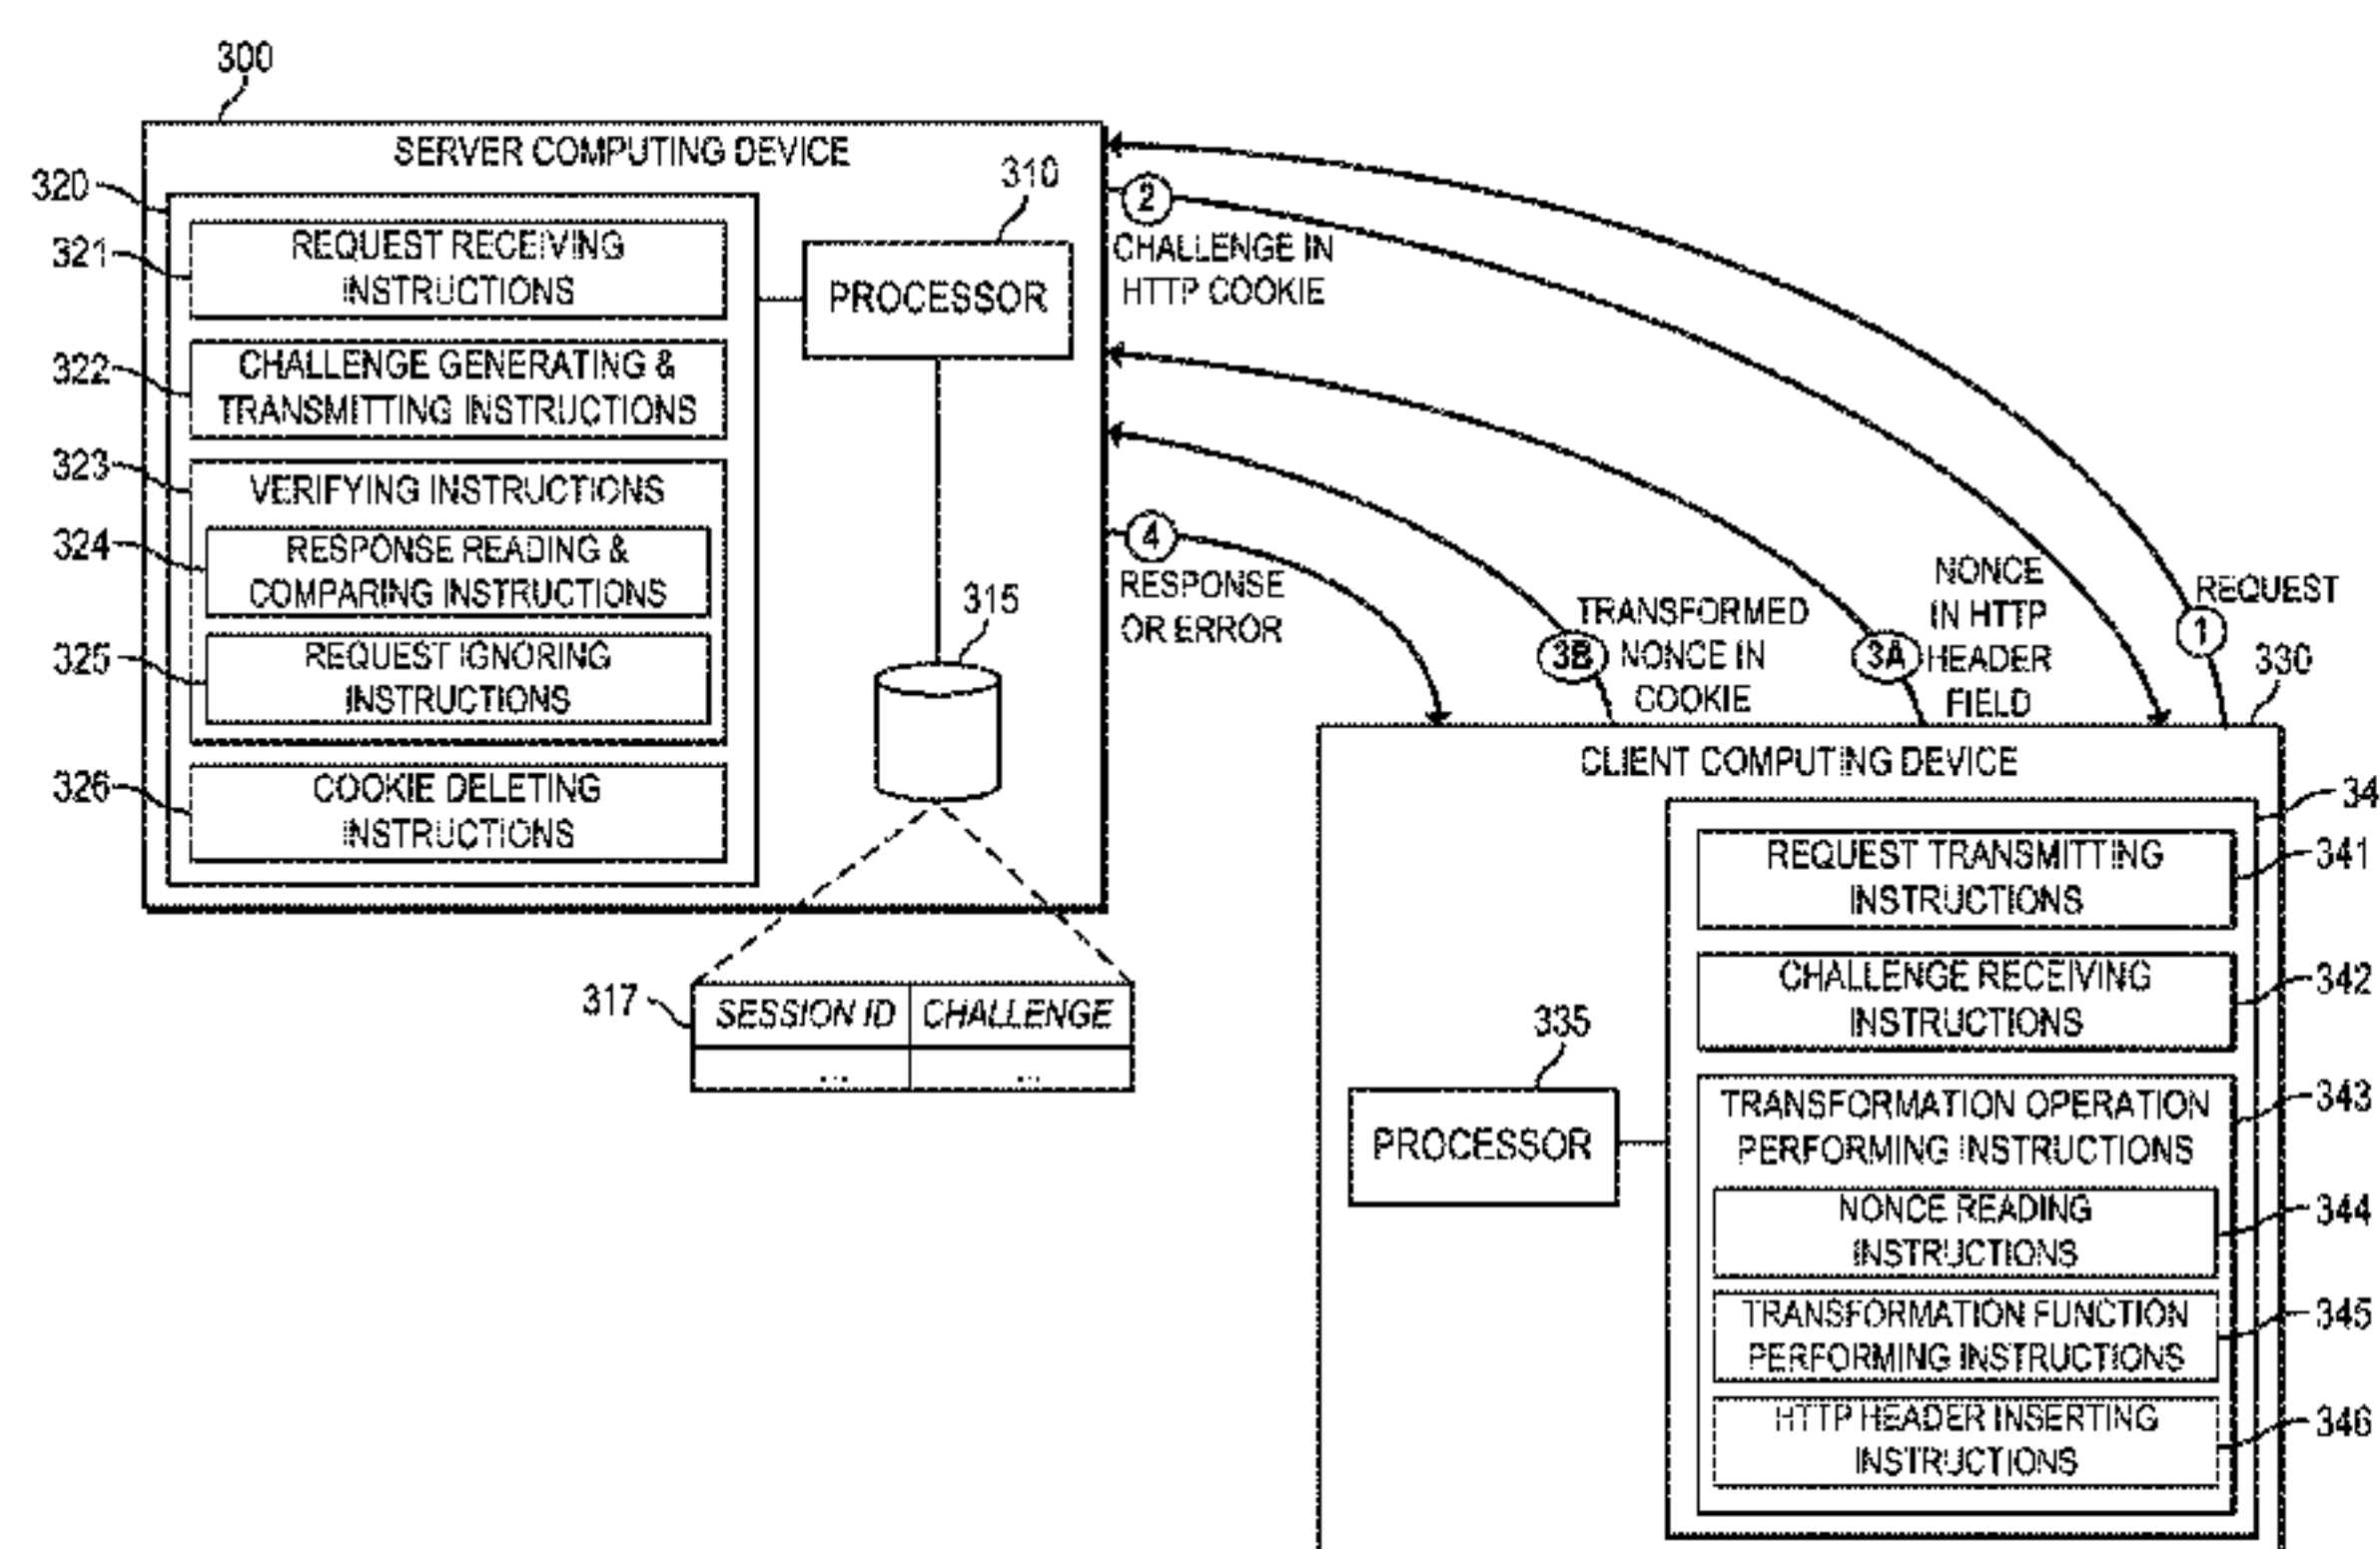 300
SERVER COMPUTING DEVICE
320
310
321
REQUEST RECEIVING
INSTRUCTIONS
PROCESSOR
322
CHALLENGE GENERATING &
TRANSMITTING INSTRUCTIONS
323
VERIFYING INSTRUCTIONS
324
RESPONSE READING &
COMPARING INSTRUCTIONS
325
REQUEST IGNORING
INSTRUCTIONS
315
326
COOKIE DELETING
INSTRUCTIONS
317
SESSION ID CHALLENGE
... ...
2
CHALLENGE IN
HTTP COOKIE
4
RESPONSE
OR ERROR
3B
TRANSFORMED
NONCE IN
COOKIE
3A
NONCE
IN HTTP
HEADER
FIELD
REQUEST
1
330
CLIENT COMPUTING DEVICE
34
REQUEST TRANSMITTING
INSTRUCTIONS
341
CHALLENGE RECEIVING
INSTRUCTIONS
342
335
PROCESSOR
TRANSFORMATION OPERATION
PERFORMING INSTRUCTIONS
343
NONCE READING
INSTRUCTIONS
344
TRANSFORMATION FUNCTION
PERFORMING INSTRUCTIONS
345
HTTP HEADER INSERTING
INSTRUCTIONS
346